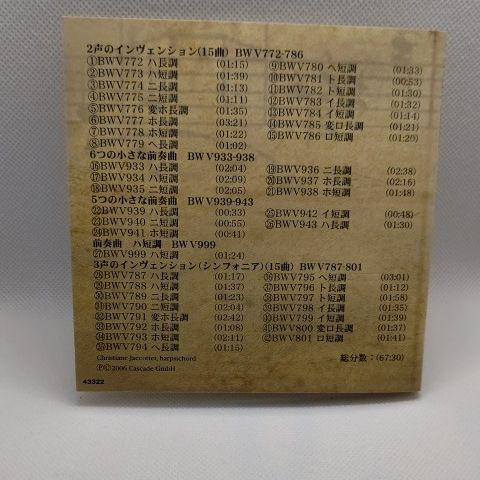 2声のインヴェンション(15曲) BWV772-786
①BWV772 ハ長調 (01:15)
②BWV773 ハ短調 (01:39)
③BWV774 ニ長調 (01:13)
④BWV775 ニ短調 (01:11)
⑤BWV776 変ホ長調 (01:35)
⑥BWV777 ホ長調 (03:21)
⑦BWV778 ホ短調 (01:22)
⑧BWV779 ヘ長調 (01:02)
⑨BWV780 ヘ短調 (01:33)
⑩BWV781 ト長調 (00:53)
⑪BWV782 ト短調 (01:30)
⑫BWV783 イ長調 (01:32)
⑬BWV784 イ短調 (01:14)
⑭BWV785 変ロ長調 (01:21)
⑮BWV786 ロ短調 (01:20)
6つの小さな前奏曲 BWV933-938
⑯BWV933 ハ長調 (02:04)
⑰BWV934 ハ短調 (02:09)
⑱BWV935 ニ短調 (02:05)
⑲BWV936 ニ長調 (02:38)
⑳BWV937 ホ長調 (02:16)
㉑BWV938 ホ短調 (01:48)
5つの小さな前奏曲 BWV939-943
㉒BWV939 ハ長調 (00:33)
㉓BWV940 ニ短調 (00:55)
㉔BWV941 ホ短調 (00:41)
㉕BWV942 イ短調 (00:48)
㉖BWV943 ハ長調 (01:30)
前奏曲 ハ短調 BWV999
㉗BWV999 ハ短調 (01:24)
3声のインヴェンション(シンフォニア)(15曲) BWV787-801
㉘BWV787 ハ長調 (01:17)
㉙BWV788 ハ短調 (01:37)
㉚BWV789 ニ長調 (01:23)
㉛BWV790 ニ短調 (02:04)
㉜BWV791 変ホ長調 (02:42)
㉝BWV792 ホ長調 (01:08)
㉞BWV793 ホ短調 (02:11)
㉟BWV794 ヘ長調 (01:15)
㊱BWV795 ヘ短調 (03:01)
㊲BWV796 ト長調 (01:12)
㊳BWV797 ト短調 (01:58)
㊴BWV798 イ長調 (01:35)
㊵BWV799 イ短調 (01:39)
㊶BWV800 変ロ長調 (01:37)
㊷BWV801 ロ短調 (01:41)
Christiane Jaccottet, harpsichord
℗©2006 Cascade GmbH
総分数:(67:30)
43322